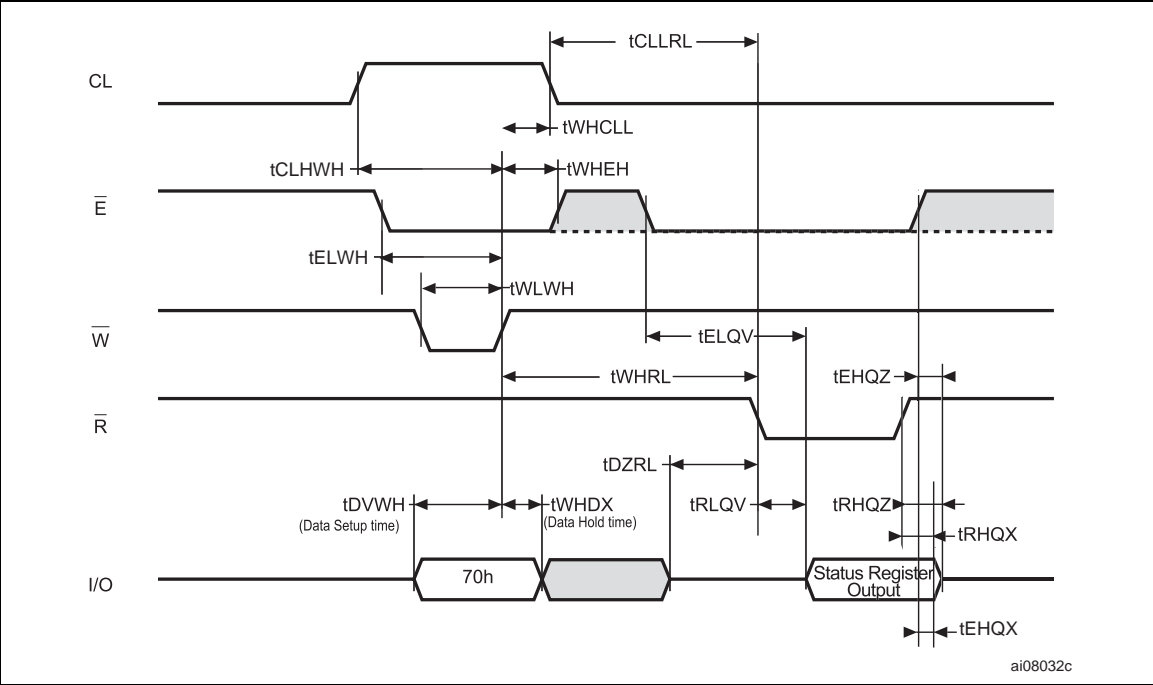 tCLLRL
CL
tWHCLL
tCLHWH
tWHEH
E
tELWH
tWLWH
W
tELQV
tWHRL
tEHQZ
R
tDZRL
tDVWH
(Data Setup time)
tWHDX
(Data Hold time)
tRLQV
tRHQZ
tRHQX
I/O
70h
Status Register
Output
tEHQX
ai08032c